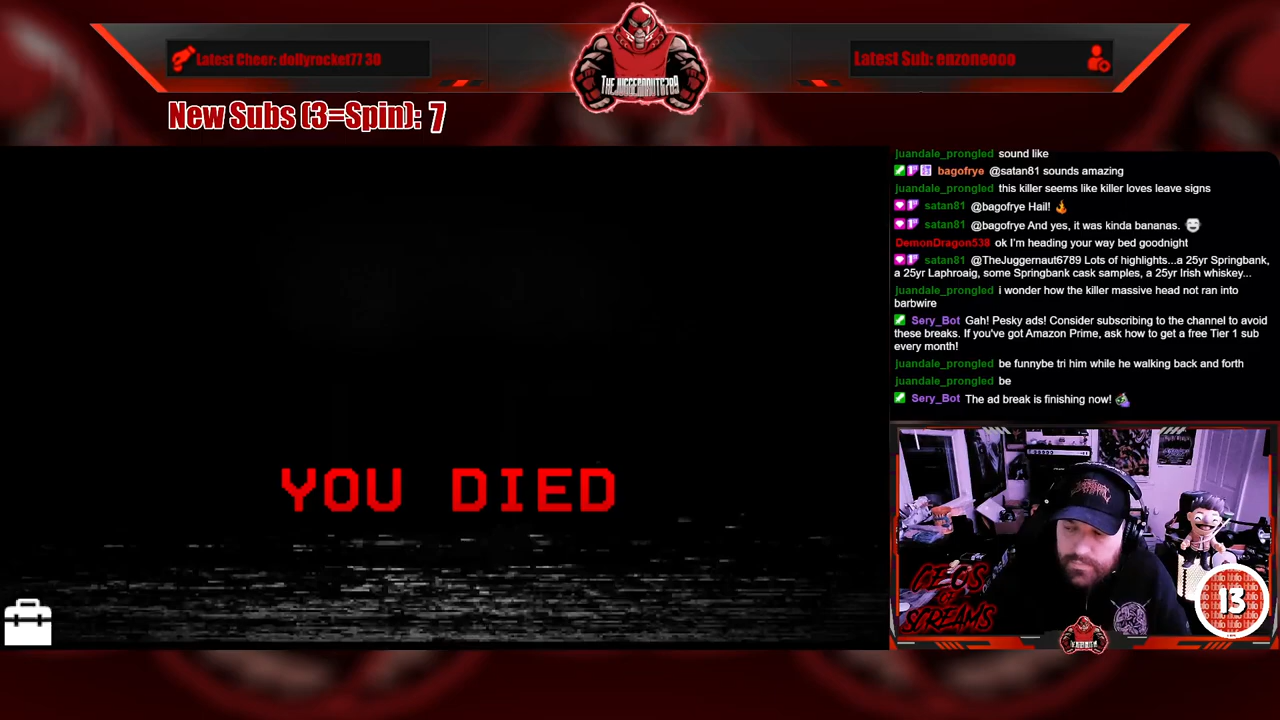 Latest Cheer: dollyrocket77 30
THEJUGGERNAUT6789
Latest Sub: enzoneooo
New Subs (3=Spin): 7
juandale_prongled sound like
bagofrye @satan81 sounds amazing
juandale_prongled this killer seems like killer loves leave signs
satan81 @bagofrye Hail!
satan81 @bagofrye And yes, it was kinda bananas.
DemonDragon538 ok I'm heading your way bed goodnight
satan81 @TheJuggernaut6789 Lots of highlights...a 25yr Springbank,
a 25yr Laphroaig, some Springbank cask samples, a 25yr Irish whiskey...
juandale_prongled i wonder how the killer massive head not ran into
barbwire
Sery_Bot Gah! Pesky ads! Consider subscribing to the channel to avoid
these breaks. If you've got Amazon Prime, ask how to get a free Tier 1 sub
every month!
juandale_prongled be funnybe tri him while he walking back and forth
juandale_prongled be
Sery_Bot The ad break is finishing now!
YOU DIED
SCREAMS
13